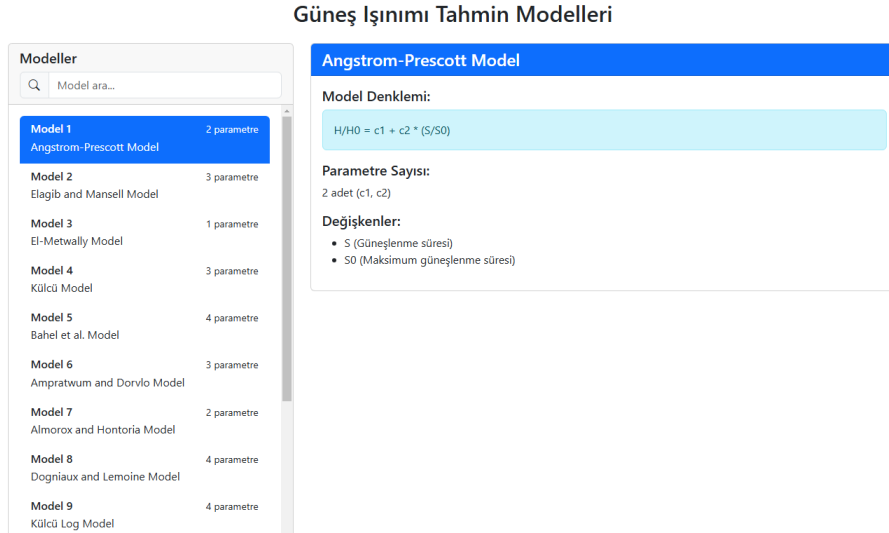 Güneş Işınımı Tahmin Modelleri
Modeller
Model ara...
Model 1 2 parametre
Angstrom-Prescott Model
Model 2 3 parametre
Elagib and Mansell Model
Model 3 1 parametre
El-Metwally Model
Model 4 3 parametre
Külcü Model
Model 5 4 parametre
Bahel et al. Model
Model 6 3 parametre
Ampratwum and Dorvlo Model
Model 7 2 parametre
Almorox and Hontoria Model
Model 8 4 parametre
Dogniaux and Lemoine Model
Model 9 4 parametre
Külcü Log Model
Angstrom-Prescott Model
Model Denklemi:
H/H0 = c1 + c2 * (S/S0)
Parametre Sayısı:
2 adet (c1, c2)
Değişkenler:
• S (Güneşlenme süresi)
• S0 (Maksimum güneşlenme süresi)